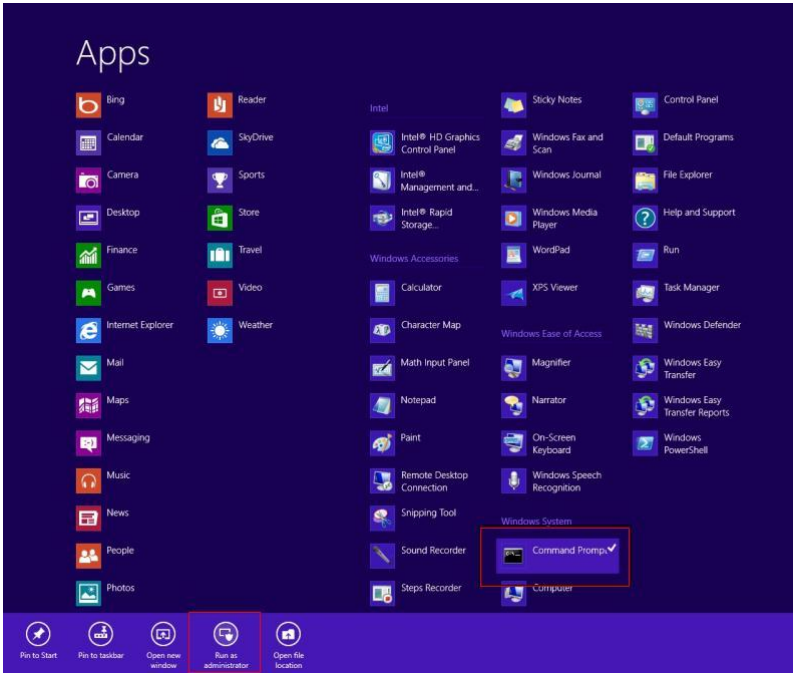 Apps
Bing
Calendar
Camera
Desktop
Finance
Games
Internet Explorer
Mail
Maps
Messaging
Music
News
People
Photos
Reader
SkyDrive
Sports
Store
Travel
Video
Weather
Intel
Intel® HD Graphics
Control Panel
Intel®
Management and...
Intel® Rapid
Storage...
Windows Accessories
Calculator
Character Map
Math Input Panel
Notepad
Paint
Remote Desktop
Connection
Snipping Tool
Sound Recorder
Steps Recorder
Sticky Notes
Windows Fax and
Scan
Windows Journal
Windows Media
Player
WordPad
XPS Viewer
Windows Ease of Access
Magnifier
Narrator
On-Screen
Keyboard
Windows Speech
Recognition
Windows System
Command Promp
Computer
Control Panel
Default Programs
File Explorer
Help and Support
Run
Task Manager
Windows Defender
Windows Easy
Transfer
Windows Easy
Transfer Reports
Windows
PowerShell
Pin to Start
Pin to taskbar
Open new
window
Run as
administrator
Open file
location